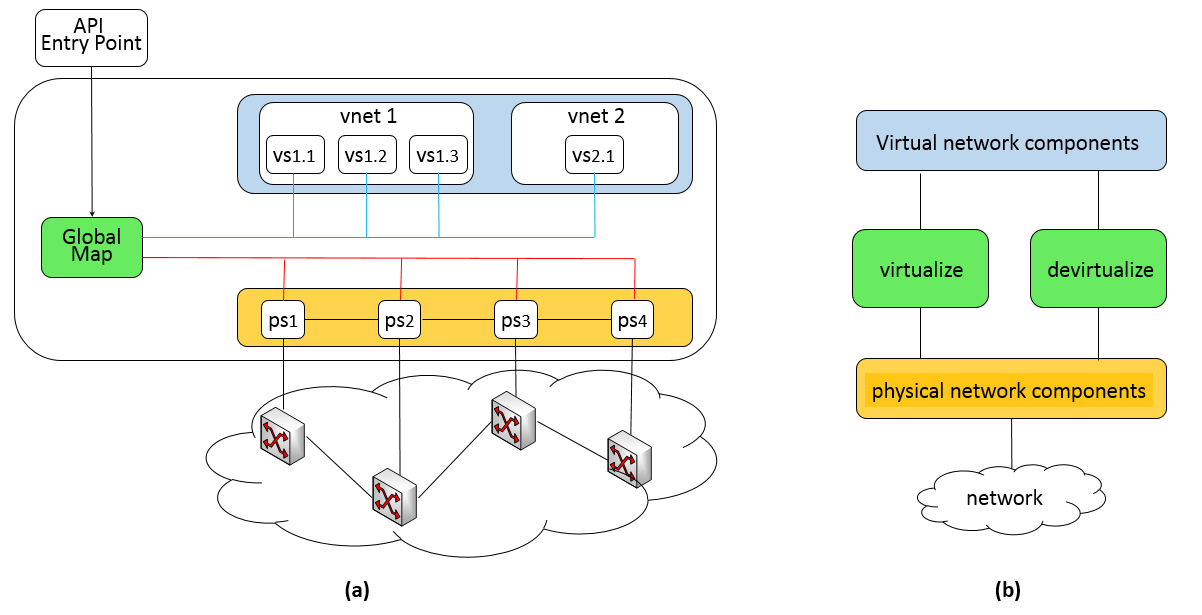 API
Entry Point
vnet 1
vnet 2
vs1.1
vs1.2
vs1.3
vs2.1
Global
Map
ps1
ps2
ps3
ps4
(a)
Virtual network components
virtualize
devirtualize
physical network components
network
(b)